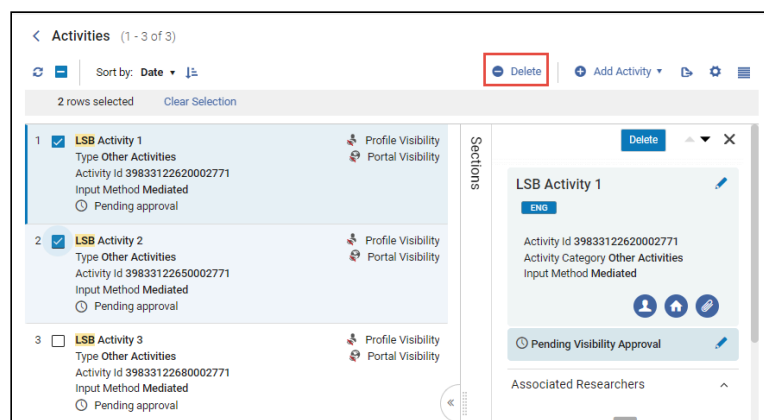 Activities (1 - 3 of 3)
Sort by: Date
Delete
Add Activity
2 rows selected Clear Selection
1 LSB Activity 1
Profile Visibility
Type Other Activities
Portal Visibility
Activity Id 39833122620002771
Input Method Mediated
Pending approval
2 LSB Activity 2
Profile Visibility
Type Other Activities
Portal Visibility
Activity Id 39833122650002771
Input Method Mediated
Pending approval
3 LSB Activity 3
Profile Visibility
Type Other Activities
Portal Visibility
Activity Id 39833122680002771
Input Method Mediated
Pending approval
Sections
Delete
LSB Activity 1
ENG
Activity Id 39833122620002771
Activity Category Other Activities
Input Method Mediated
Pending Visibility Approval
Associated Researchers